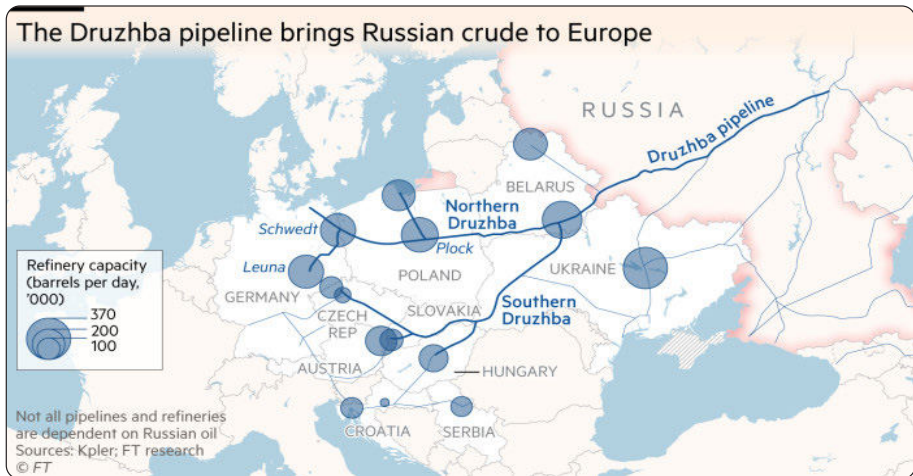 The Druzhba pipeline brings Russian crude to Europe
RUSSIA
Druzhba pipeline
BELARUS
Northern
Druzhba
Schwedt
Plock
Leuna
POLAND
UKRAINE
GERMANY
Refinery capacity
(barrels per day,
'000)
370
200
100
CZECH
REP
SLOVAKIA
Southern
Druzhba
AUSTRIA
HUNGARY
CROATIA
SERBIA
Not all pipelines and refineries
are dependent on Russian oil
Sources: Kpler; FT research
© FT